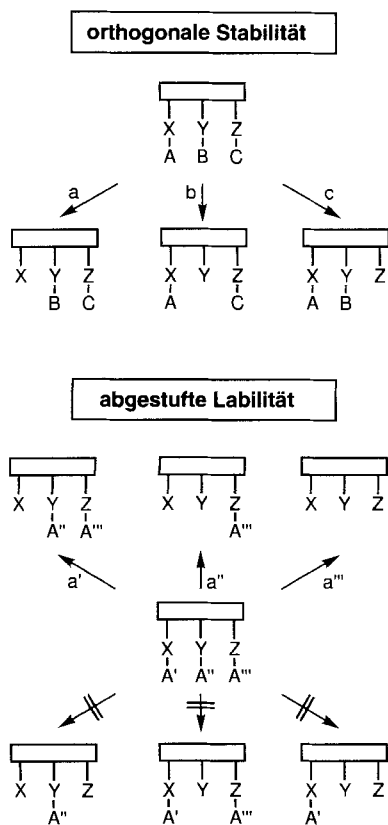 orthogonale Stabilität
X Y Z
A B C
a b c
X Y Z X Y Z X Y Z
B C A C A B
abgestufte Labilität
X Y Z X Y Z X Y Z
A" A"' A"'
a' a" a"'
X Y Z
A' A" A"'
X Y Z X Y Z X Y Z
A" A' A"' A'